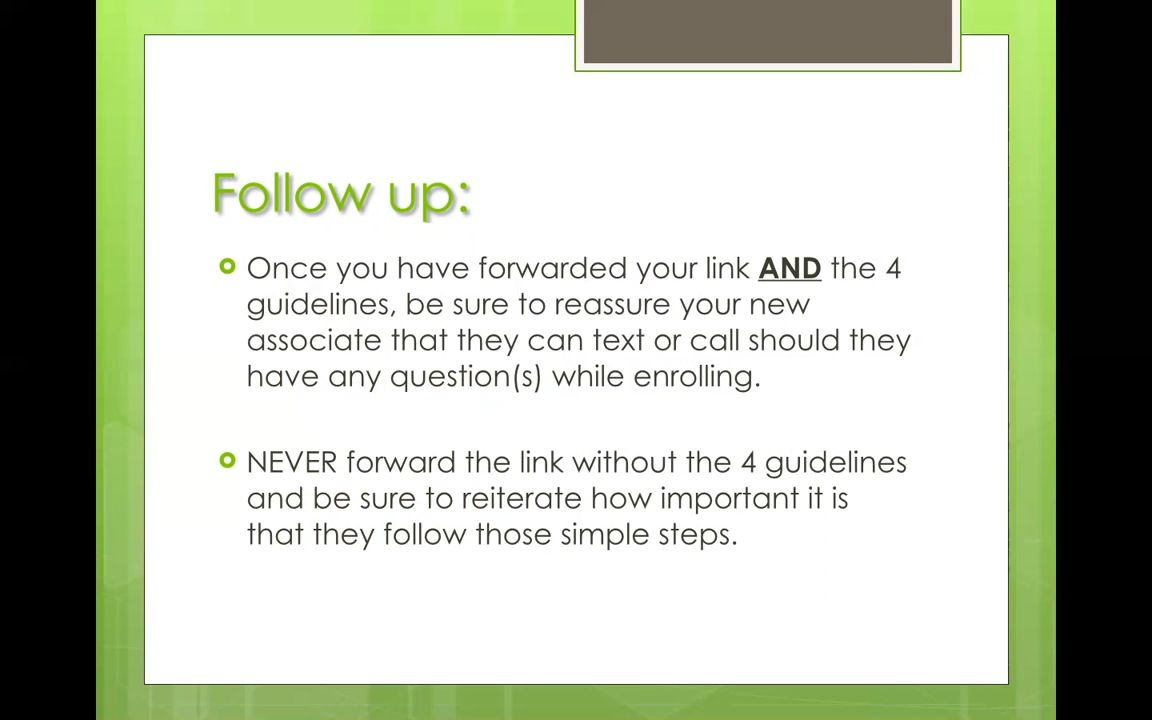 Follow up:
Once you have forwarded your link AND the 4
guidelines, be sure to reassure your new
associate that they can text or call should they
have any question(s) while enrolling.
NEVER forward the link without the 4 guidelines
and be sure to reiterate how important it is
that they follow those simple steps.